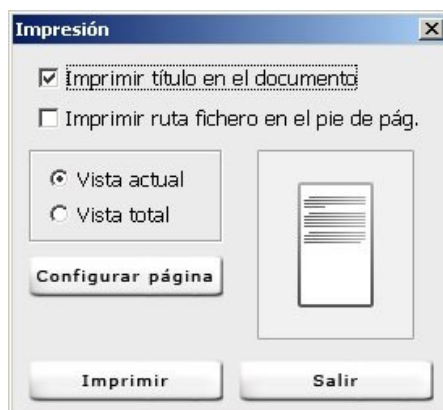 Impresión
Imprimir título en el documento
Imprimir ruta fichero en el pie de pág.
Vista actual
Vista total
Configurar página
Imprimir
Salir